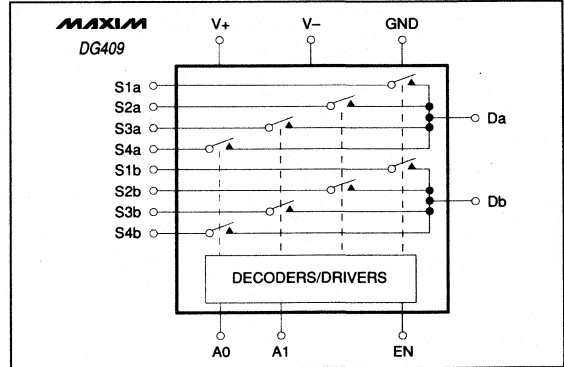 MAXIM V+ V– GND
DG409
S1a
S2a
S3a Da
S4a
S1b
S2b Db
S3b
S4b
DECODERS/DRIVERS
A0 A1 EN